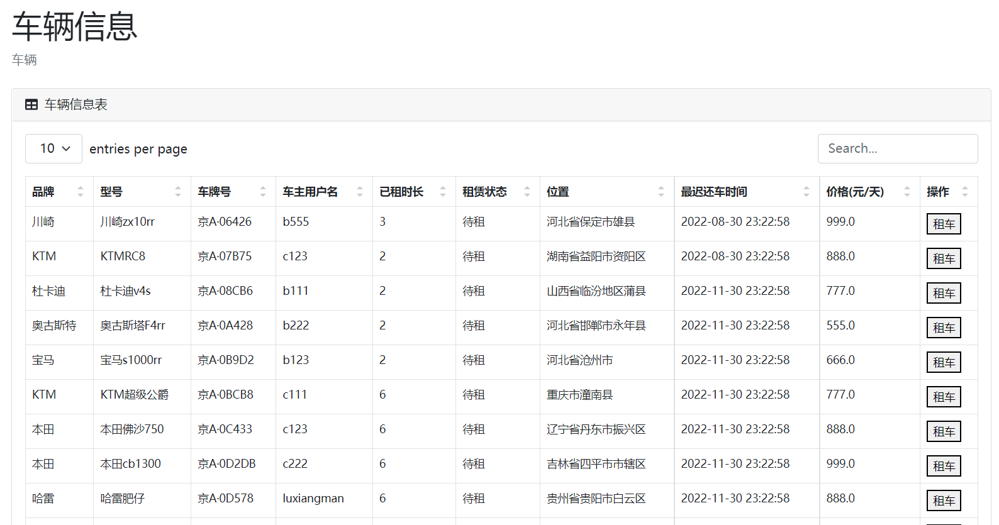 车辆信息
车辆
车辆信息表
10 entries per page Search...
品牌 型号 车牌号 车主用户名 已租时长 租赁状态 位置 最迟还车时间 价格(元/天) 操作
川崎 川崎zx10rr 京A·06426 b555 3 待租 河北省保定市雄县 2022-08-30 23:22:58 999.0 租车
KTM KTMRC8 京A·07B75 c123 2 待租 湖南省益阳市资阳区 2022-08-30 23:22:58 888.0 租车
杜卡迪 杜卡迪v4s 京A·08CB6 b111 2 待租 山西省临汾地区蒲县 2022-11-30 23:22:58 777.0 租车
奥古斯特 奥古斯塔F4rr 京A·0A428 b222 2 待租 河北省邯郸市永年县 2022-11-30 23:22:58 555.0 租车
宝马 宝马s1000rr 京A·0B9D2 b123 2 待租 河北省沧州市 2022-11-30 23:22:58 666.0 租车
KTM KTM超级公爵 京A·0BCB8 c111 6 待租 重庆市潼南县 2022-11-30 23:22:58 777.0 租车
本田 本田佛沙750 京A·0C433 c123 6 待租 辽宁省丹东市振兴区 2022-11-30 23:22:58 888.0 租车
本田 本田cb1300 京A·0D2DB c222 6 待租 吉林省四平市市辖区 2022-11-30 23:22:58 999.0 租车
哈雷 哈雷肥仔 京A·0D578 luxiangman 6 待租 贵州省贵阳市白云区 2022-11-30 23:22:58 888.0 租车